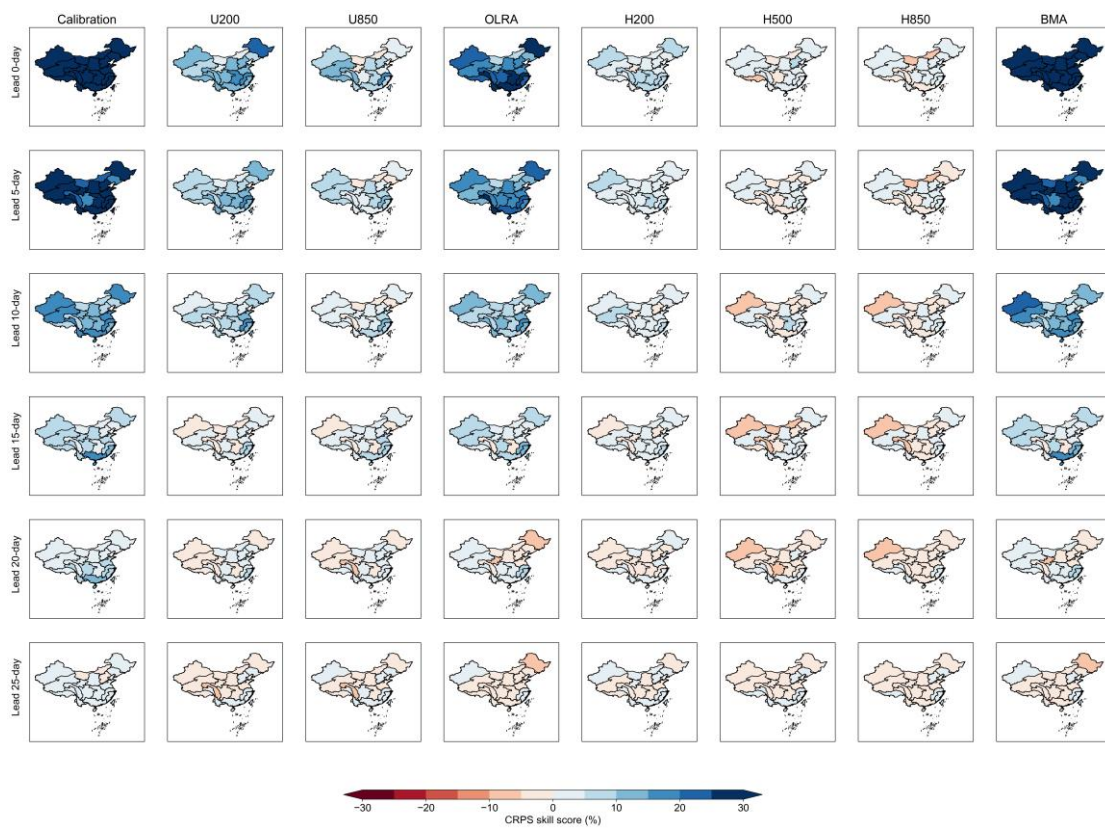 Calibration U200 U850 OLRA H200 H500 H850 BMA
Lead 0-day
Lead 5-day
Lead 10-day
Lead 15-day
Lead 20-day
Lead 25-day
−30 −20 −10 0 10 20 30
CRPS skill score (%)